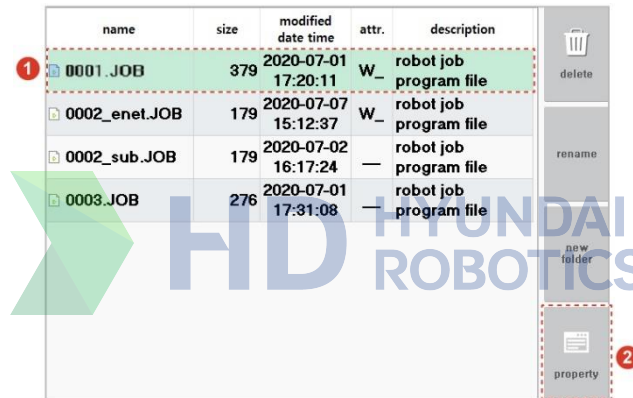 name size modified date time attr. description
1 0001.JOB 379 2020-07-01 17:20:11 W_ robot job program file
0002_enet.JOB 179 2020-07-07 15:12:37 W_ robot job program file
0002_sub.JOB 179 2020-07-02 16:17:24 __ robot job program file
0003.JOB 276 2020-07-01 17:31:08 __ robot job program file
delete
rename
new
folder
2
property
HD HYUNDAI
ROBOTICS